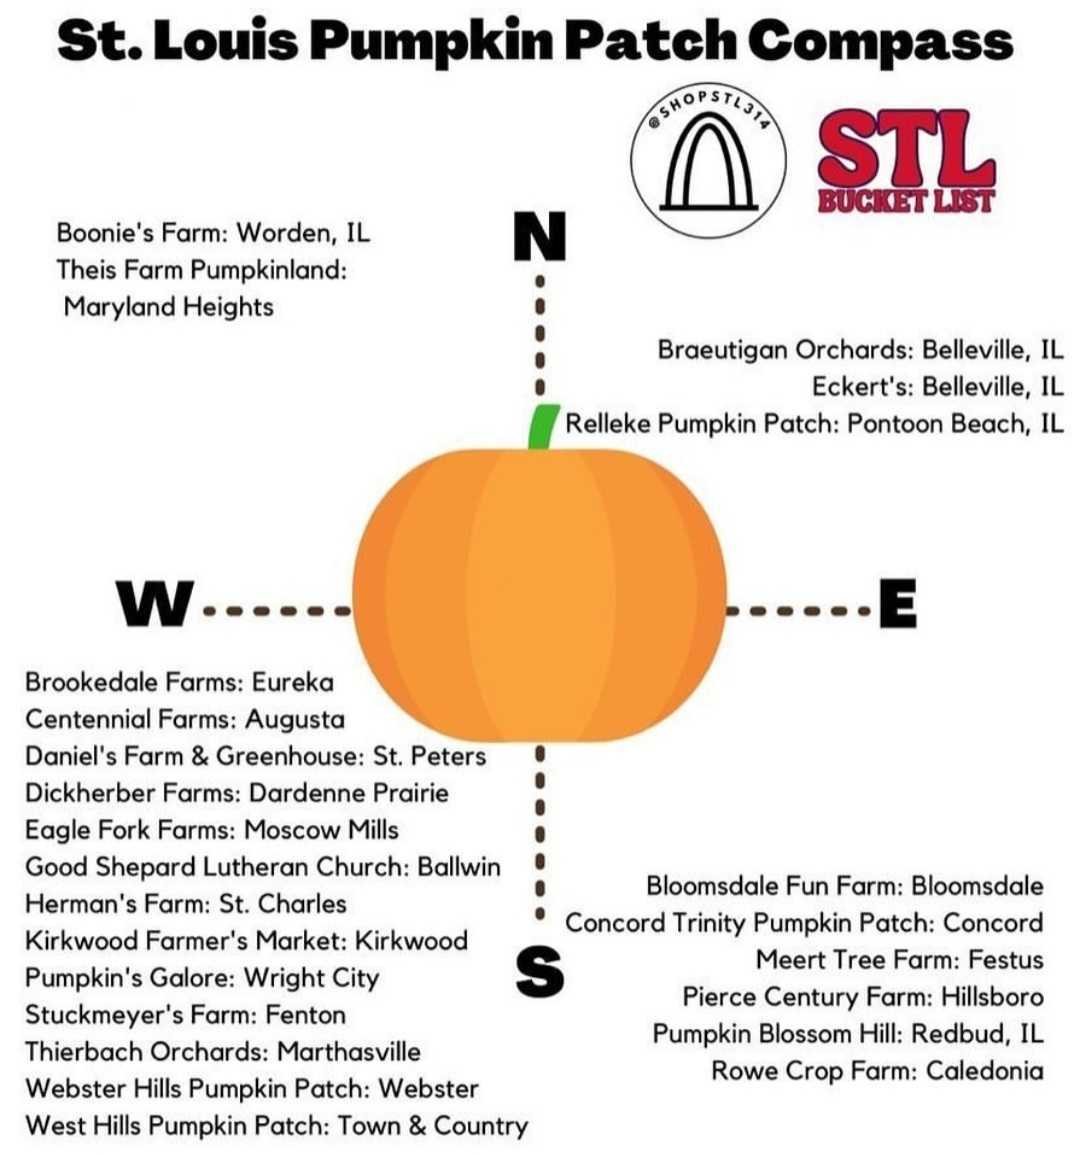 St. Louis Pumpkin Patch Compass
@SHOPSTL314
STL
BUCKET LIST
N
Boonie's Farm: Worden, IL
Theis Farm Pumpkinland:
Maryland Heights
Braeutigan Orchards: Belleville, IL
Eckert's: Belleville, IL
Relleke Pumpkin Patch: Pontoon Beach, IL
W
E
Brookedale Farms: Eureka
Centennial Farms: Augusta
Daniel's Farm & Greenhouse: St. Peters
Dickherber Farms: Dardenne Prairie
Eagle Fork Farms: Moscow Mills
Good Shepard Lutheran Church: Ballwin
Herman's Farm: St. Charles
Kirkwood Farmer's Market: Kirkwood
Pumpkin's Galore: Wright City
Stuckmeyer's Farm: Fenton
Thierbach Orchards: Marthasville
Webster Hills Pumpkin Patch: Webster
West Hills Pumpkin Patch: Town & Country
S
Bloomsdale Fun Farm: Bloomsdale
Concord Trinity Pumpkin Patch: Concord
Meert Tree Farm: Festus
Pierce Century Farm: Hillsboro
Pumpkin Blossom Hill: Redbud, IL
Rowe Crop Farm: Caledonia